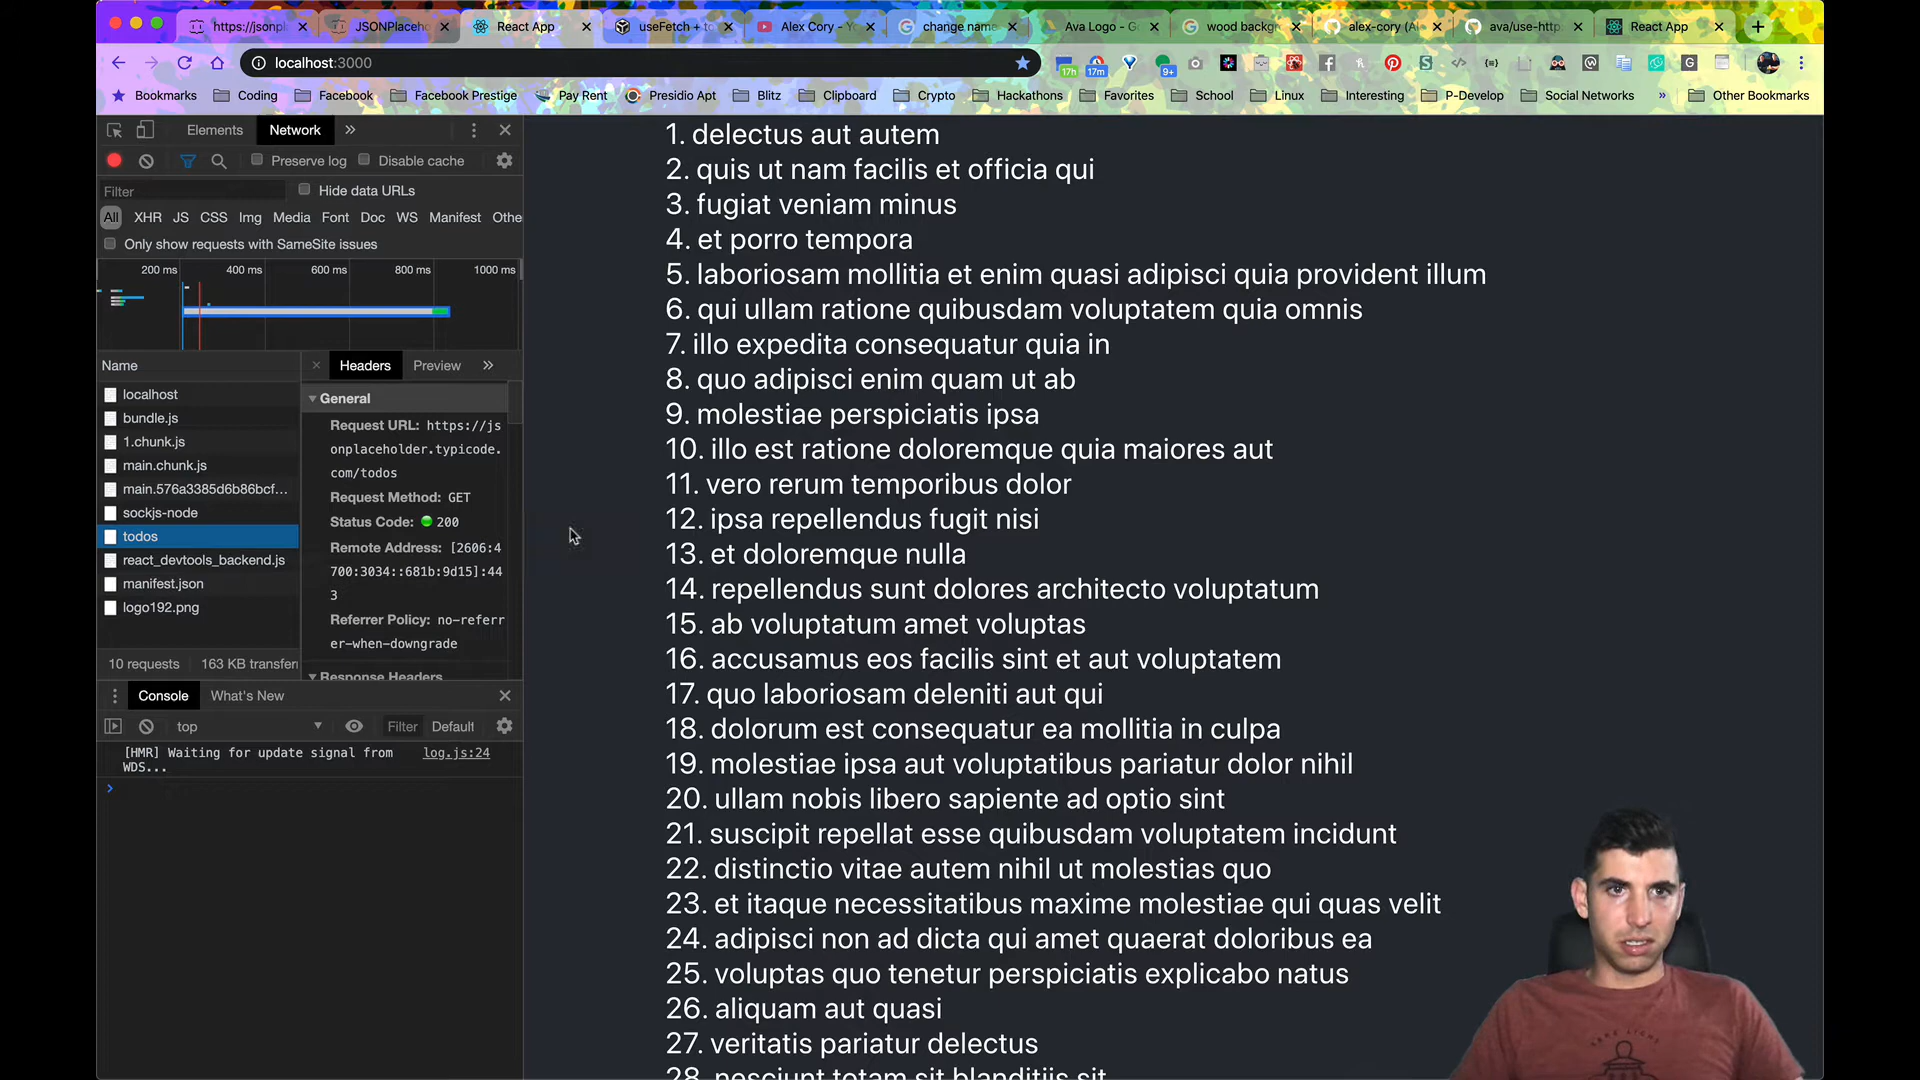 https://jsonpl
JSONPlaceho
React App
useFetch + to
Alex Cory - Yo
change name
Ava Logo - Go
wood backgr
alex-cory (Al
ava/use-http
React App
localhost:3000
17h
17m
9+
Bookmarks
Coding
Facebook
Facebook Prestige
Pay Rent
Presidio Apt
Blitz
Clipboard
Crypto
Hackathons
Favorites
School
Linux
Interesting
P-Develop
Social Networks
»
Other Bookmarks
Elements
Network
»
Preserve log
Disable cache
Filter
Hide data URLs
All
XHR
JS
CSS
Img
Media
Font
Doc
WS
Manifest
Othe
Only show requests with SameSite issues
200 ms
400 ms
600 ms
800 ms
1000 ms
Name
localhost
bundle.js
1.chunk.js
main.chunk.js
main.576a3385d6b86bcf...
sockjs-node
todos
react_devtools_backend.js
manifest.json
logo192.png
10 requests
163 KB transfer
Headers
Preview
»
General
Request URL: https://js
onplaceholder.typicode.
com/todos
Request Method: GET
Status Code: 200
Remote Address: [2606:4
700:3034::681b:9d15]:44
3
Referrer Policy: no-referr
er-when-downgrade
Response Headers
Console
What's New
top
Filter
Default
[HMR] Waiting for update signal from
WDS...
log.js:24
1. delectus aut autem
2. quis ut nam facilis et officia qui
3. fugiat veniam minus
4. et porro tempora
5. laboriosam mollitia et enim quasi adipisci quia provident illum
6. qui ullam ratione quibusdam voluptatem quia omnis
7. illo expedita consequatur quia in
8. quo adipisci enim quam ut ab
9. molestiae perspiciatis ipsa
10. illo est ratione doloremque quia maiores aut
11. vero rerum temporibus dolor
12. ipsa repellendus fugit nisi
13. et doloremque nulla
14. repellendus sunt dolores architecto voluptatum
15. ab voluptatum amet voluptas
16. accusamus eos facilis sint et aut voluptatem
17. quo laboriosam deleniti aut qui
18. dolorum est consequatur ea mollitia in culpa
19. molestiae ipsa aut voluptatibus pariatur dolor nihil
20. ullam nobis libero sapiente ad optio sint
21. suscipit repellat esse quibusdam voluptatem incidunt
22. distinctio vitae autem nihil ut molestias quo
23. et itaque necessitatibus maxime molestiae qui quas velit
24. adipisci non ad dicta qui amet quaerat doloribus ea
25. voluptas quo tenetur perspiciatis explicabo natus
26. aliquam aut quasi
27. veritatis pariatur delectus
28. nesciunt totam sit blanditiis sit